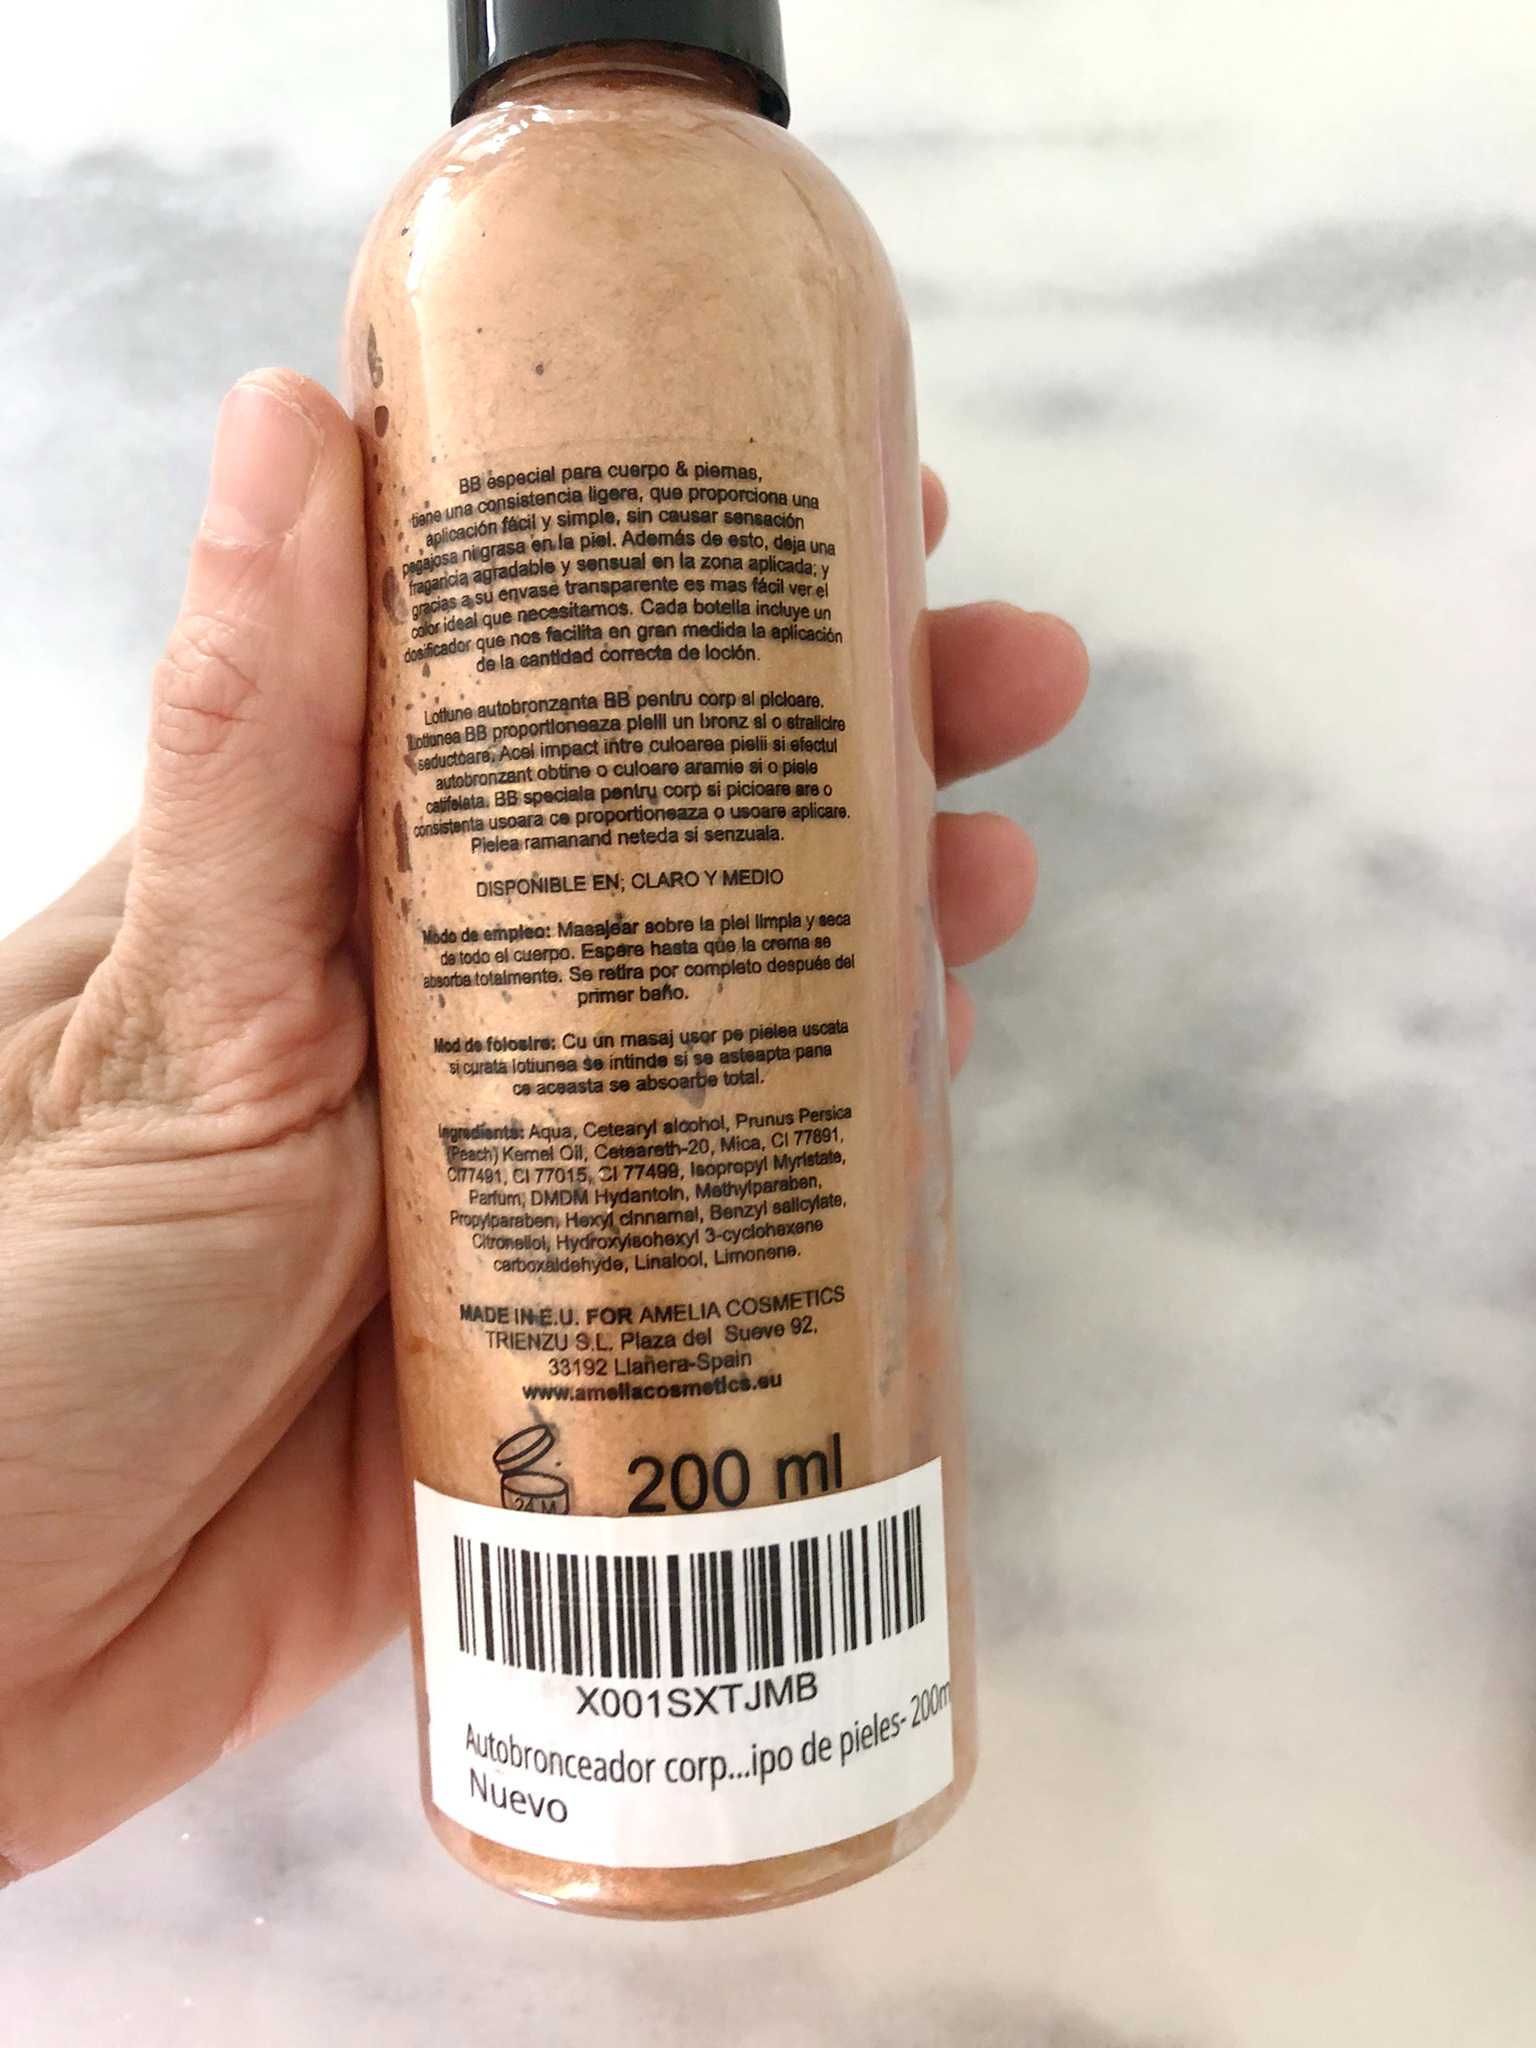 BB especial para cuerpo & piernas,
tiene una consistencia ligera, que proporciona una
aplicación fácil y simple, sin causar sensación
pegajosa ni grasa en la piel. Además de esto, deja una
fragancia agradable y sensual en la zona aplicada; y
gracias a su envase transparente es mas fácil ver el
color ideal que necesitamos. Cada botella incluye un
dosificador que nos facilita en gran medida la aplicación
de la cantidad correcta de loción.
Lotiune autobronzanta BB pentru corp si picioare.
Lotiunea BB proportioneaza pielii un bronz si o stralicire
seductoare. Acel impact intre culoarea pielii si efectul
autobronzant obtine o culoare aramie si o piele
catifelata. BB speciala pentru corp si picioare are o
consistenta usoara ce proportioneaza o usoare aplicare.
Pielea ramanand neteda si senzuala.
DISPONIBLE EN; CLARO Y MEDIO
Modo de empleo: Masajear sobre la piel limpia y seca
de todo el cuerpo. Espere hasta que la crema se
absorba totalmente. Se retira por completo después del
primer baño.
Mod de folosire: Cu un masaj usor pe pielea uscata
si curata lotiunea se intinde si se asteapta pana
ce aceasta se absoarbe total.
Ingredients: Aqua, Cetearyl alcohol, Prunus Persica
(Peach) Kernel Oil, Ceteareth-20, Mica, CI 77891,
CI77491, CI 77015, CI 77499, Isopropyl Myristate,
Parfum, DMDM Hydantoin, Methylparaben,
Propylparaben, Hexyl cinnamal, Benzyl salicylate,
Citronellol, Hydroxyisohexyl 3-cyclohexene
carboxaldehyde, Linalool, Limonene.
MADE IN E.U. FOR AMELIA COSMETICS
TRIENZU S.L. Plaza del Sueve 92,
33192 Llanera-Spain
www.ameliacosmetics.eu
24 M
200 ml
X001SXTJMB
Autobronceador corp...ipo de pieles- 200m
Nuevo